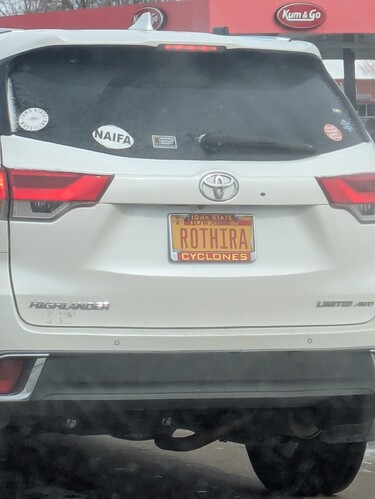 Kum & Go
NAIFA
IOWA STATE
ROTHIRA
CYCLONES
HIGHLANDER
LIMITED AWD